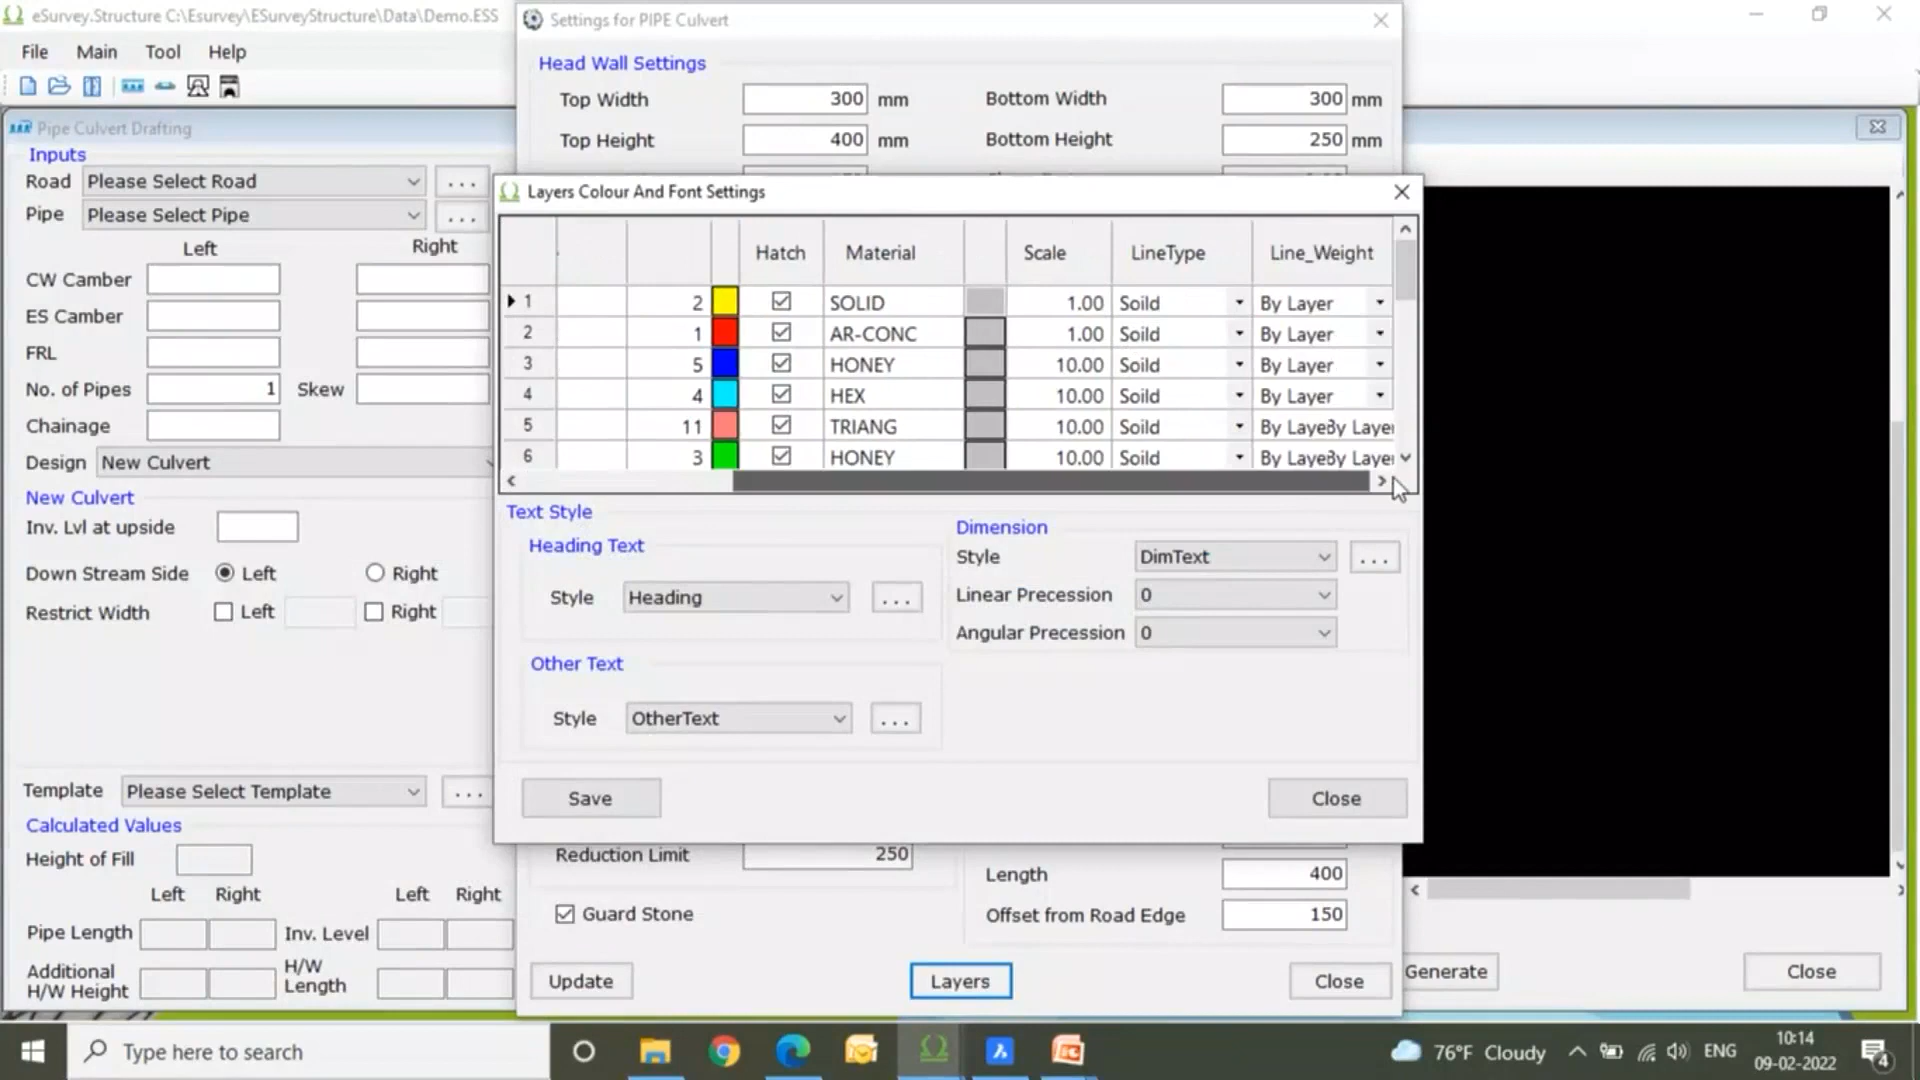 eSurvey.Structure C:\Esurvey\ESurveyStructure\Data\Demo.ESS
File Main Tool Help
Pipe Culvert Drafting
Inputs
Road Please Select Road ...
Pipe Please Select Pipe ...
Left Right
CW Camber
ES Camber
FRL
No. of Pipes 1 Skew
Chainage
Design New Culvert
New Culvert
Inv. Lvl at upside
Down Stream Side Left Right
Restrict Width Left Right
Template Please Select Template ...
Calculated Values
Height of Fill
Left Right Left Right
Pipe Length Inv. Level
Additional H/W Height H/W Length
Settings for PIPE Culvert
Head Wall Settings
Top Width 300 mm Bottom Width 300 mm
Top Height 400 mm Bottom Height 250 mm
Layers Colour And Font Settings
Hatch Material Scale LineType Line_Weight
1 2 SOLID 1.00 Soild By Layer
2 1 AR-CONC 1.00 Soild By Layer
3 5 HONEY 10.00 Soild By Layer
4 4 HEX 10.00 Soild By Layer
5 11 TRIANG 10.00 Soild By Laye By Layer
6 3 HONEY 10.00 Soild By Laye By Layer
Text Style
Heading Text
Style Heading ...
Other Text
Style OtherText ...
Dimension
Style DimText ...
Linear Precession 0
Angular Precession 0
Save Close
Reduction Limit 250
Length 400
Guard Stone
Offset from Road Edge 150
Update Layers Close
Generate Close
Type here to search
76°F Cloudy ENG 10:14
09-02-2022 4